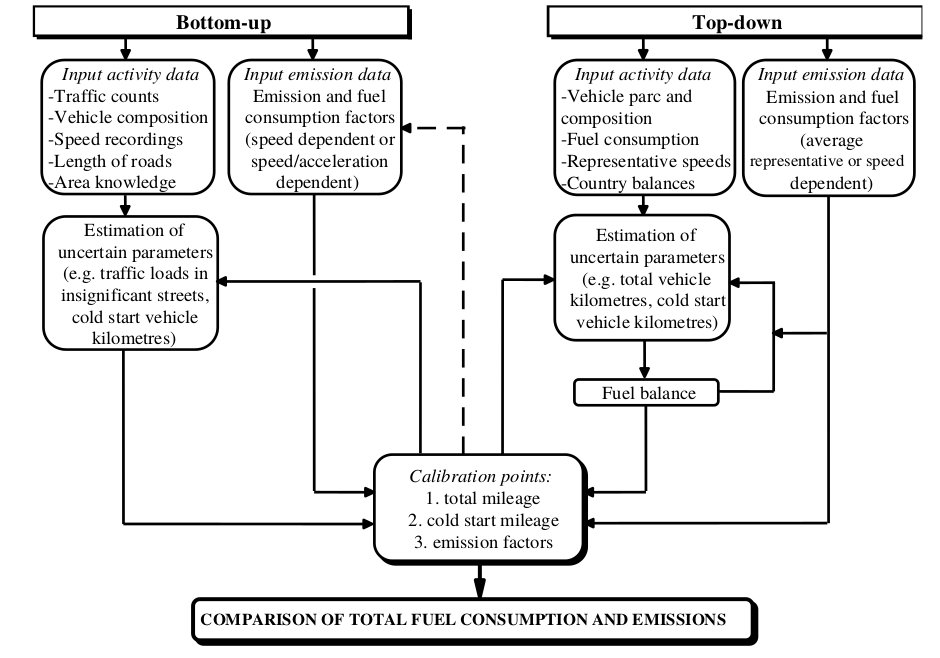 Bottom-up
Top-down
Input activity data
-Traffic counts
-Vehicle composition
-Speed recordings
-Length of roads
-Area knowledge
Input emission data
Emission and fuel
consumption factors
(speed dependent or
speed/acceleration
dependent)
Input activity data
-Vehicle parc and
composition
-Fuel consumption
-Representative speeds
-Country balances
Input emission data
Emission and fuel
consumption factors
(average
representative or speed
dependent)
Estimation of
uncertain parameters
(e.g. traffic loads in
insignificant streets,
cold start vehicle
kilometres)
Estimation of
uncertain parameters
(e.g. total vehicle
kilometres, cold start
vehicle kilometres)
Fuel balance
Calibration points:
1. total mileage
2. cold start mileage
3. emission factors
COMPARISON OF TOTAL FUEL CONSUMPTION AND EMISSIONS